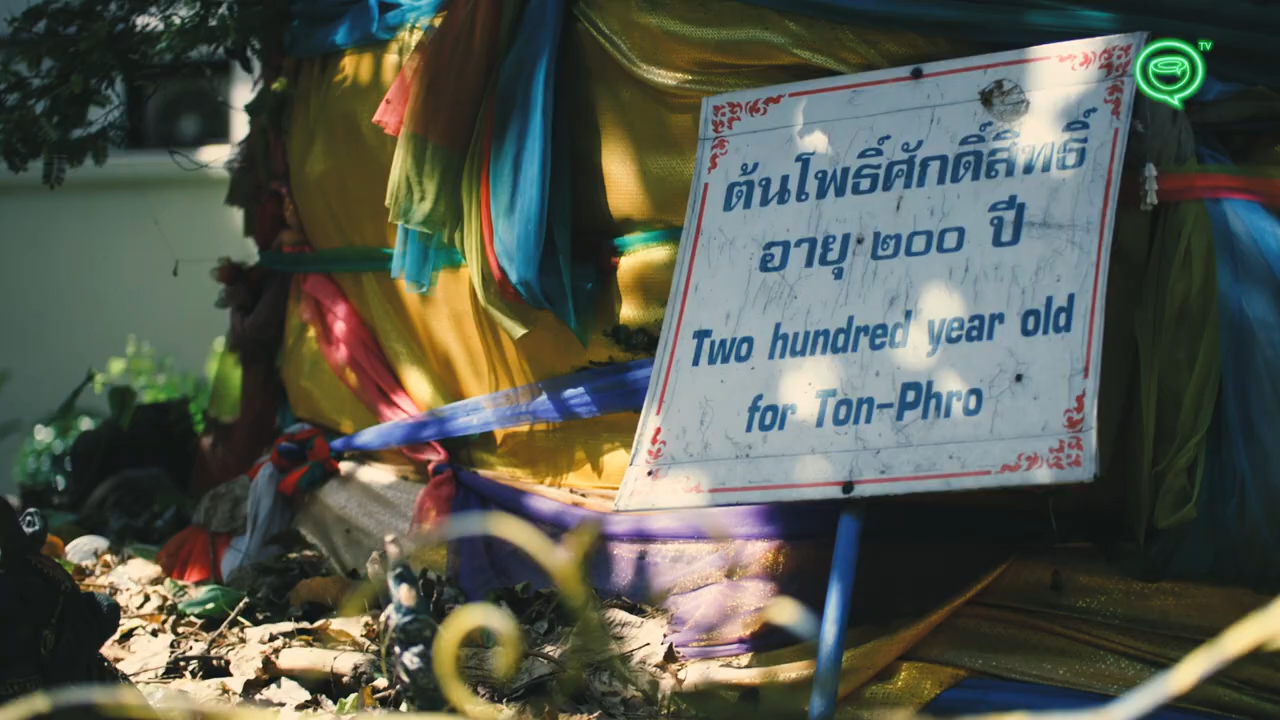 TV
ต้นโพธิ์ศักดิ์สิทธิ์
อายุ ๒๐๐ ปี
Two hundred year old
for Ton-Phro